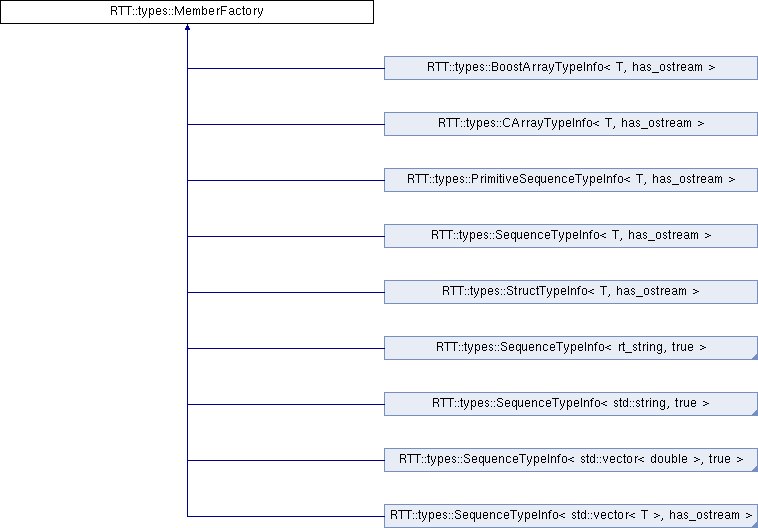 RTT::types::MemberFactory
RTT::types::BoostArrayTypeInfo< T, has_ostream >
RTT::types::CArrayTypeInfo< T, has_ostream >
RTT::types::PrimitiveSequenceTypeInfo< T, has_ostream >
RTT::types::SequenceTypeInfo< T, has_ostream >
RTT::types::StructTypeInfo< T, has_ostream >
RTT::types::SequenceTypeInfo< rt_string, true >
RTT::types::SequenceTypeInfo< std::string, true >
RTT::types::SequenceTypeInfo< std::vector< double >, true >
RTT::types::SequenceTypeInfo< std::vector< T >, has_ostream >